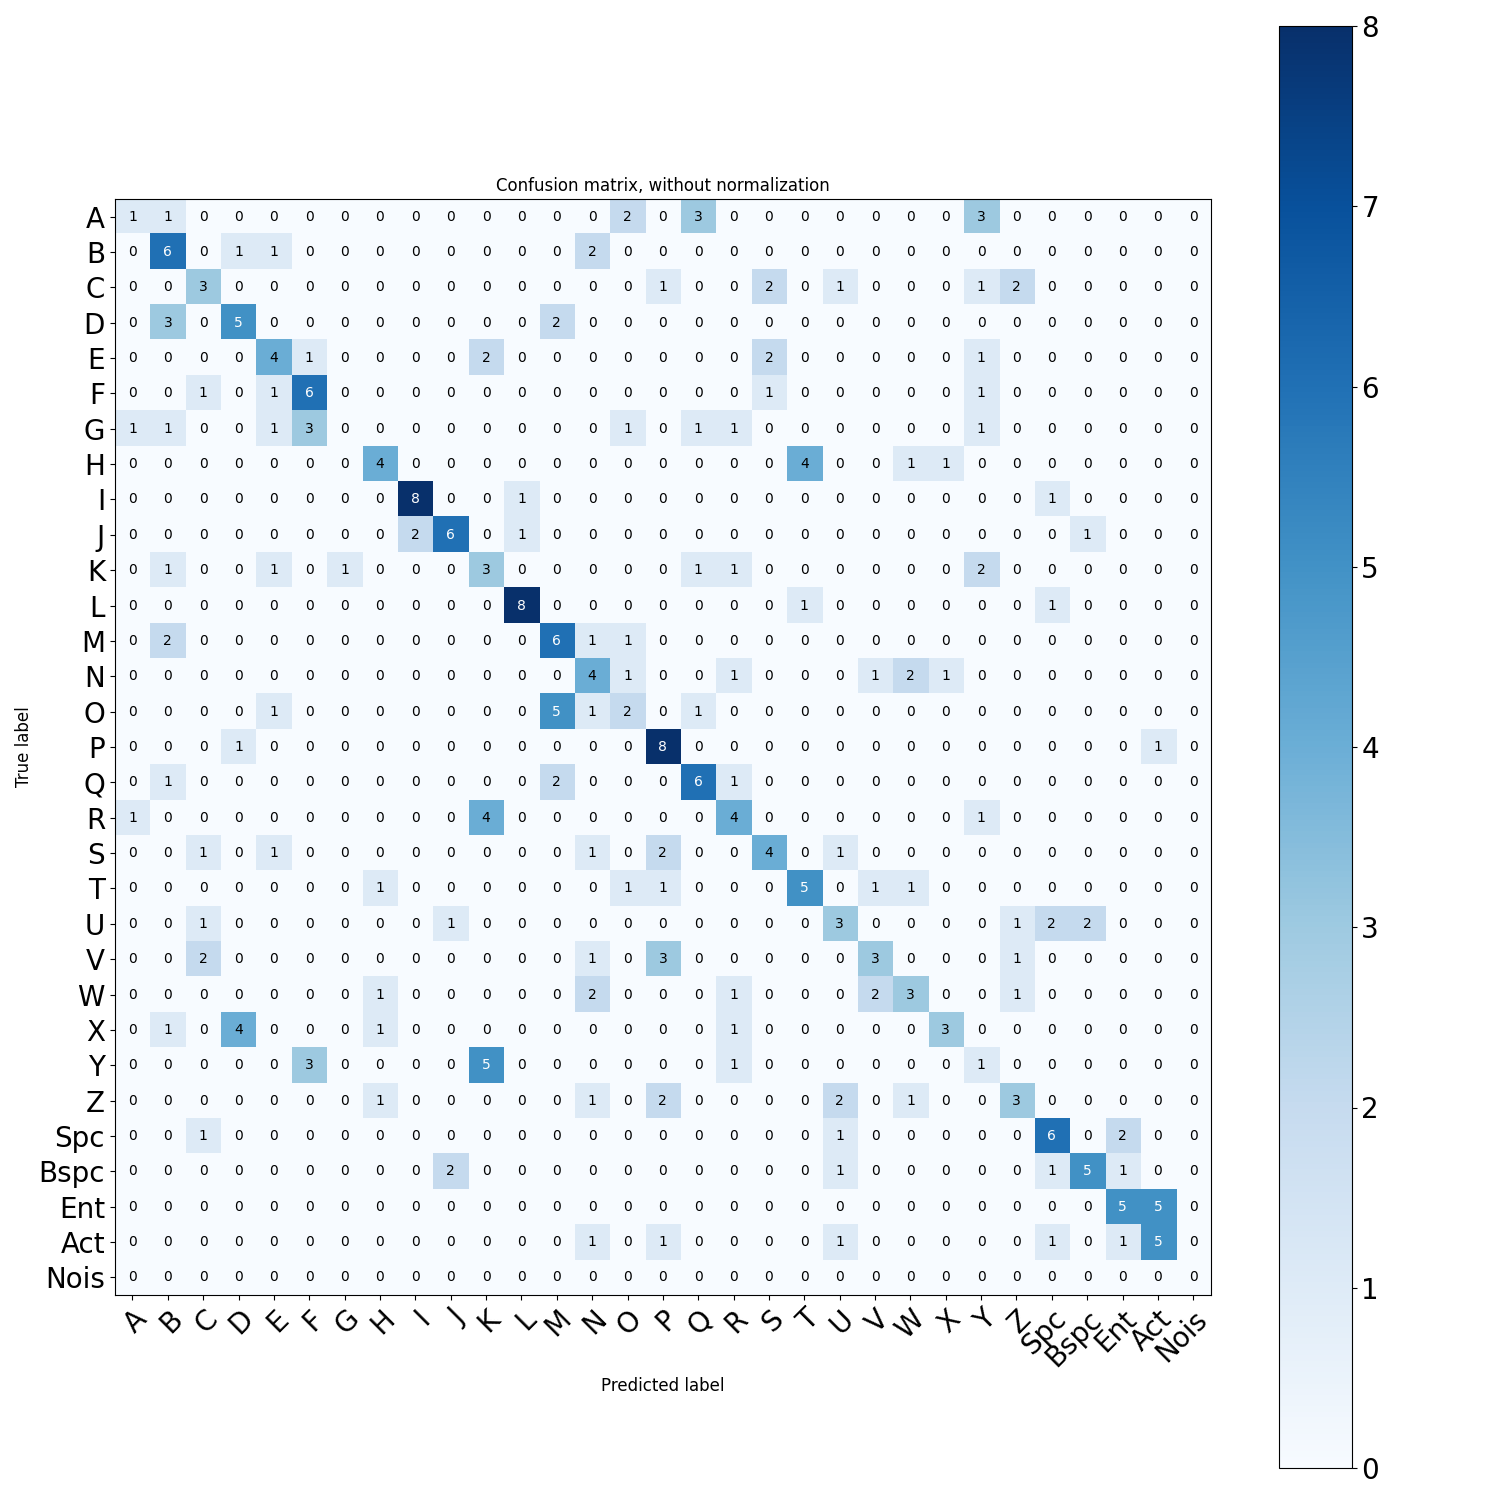 Confusion matrix, without normalization
True label
A 1 1 0 0 0 0 0 0 0 0 0 0 0 0 2 0 3 0 0 0 0 0 0 0 3 0 0 0 0 0 0
B 0 6 0 1 1 0 0 0 0 0 0 0 0 2 0 0 0 0 0 0 0 0 0 0 0 0 0 0 0 0 0
C 0 0 3 0 0 0 0 0 0 0 0 0 0 0 0 1 0 0 2 0 1 0 0 0 1 2 0 0 0 0 0
D 0 3 0 5 0 0 0 0 0 0 0 0 2 0 0 0 0 0 0 0 0 0 0 0 0 0 0 0 0 0 0
E 0 0 0 0 4 1 0 0 0 0 2 0 0 0 0 0 0 0 2 0 0 0 0 0 1 0 0 0 0 0 0
F 0 0 1 0 1 6 0 0 0 0 0 0 0 0 0 0 0 0 1 0 0 0 0 0 1 0 0 0 0 0 0
G 1 1 0 0 1 3 0 0 0 0 0 0 0 0 1 0 1 1 0 0 0 0 0 0 1 0 0 0 0 0 0
H 0 0 0 0 0 0 0 4 0 0 0 0 0 0 0 0 0 0 0 4 0 0 1 1 0 0 0 0 0 0 0
I 0 0 0 0 0 0 0 0 8 0 0 1 0 0 0 0 0 0 0 0 0 0 0 0 0 0 1 0 0 0 0
J 0 0 0 0 0 0 0 0 2 6 0 1 0 0 0 0 0 0 0 0 0 0 0 0 0 0 0 1 0 0 0
K 0 1 0 0 1 0 1 0 0 0 3 0 0 0 0 0 1 1 0 0 0 0 0 0 2 0 0 0 0 0 0
L 0 0 0 0 0 0 0 0 0 0 0 8 0 0 0 0 0 0 0 1 0 0 0 0 0 0 1 0 0 0 0
M 0 2 0 0 0 0 0 0 0 0 0 0 6 1 1 0 0 0 0 0 0 0 0 0 0 0 0 0 0 0 0
N 0 0 0 0 0 0 0 0 0 0 0 0 0 4 1 0 0 1 0 0 0 1 2 1 0 0 0 0 0 0 0
O 0 0 0 0 1 0 0 0 0 0 0 0 5 1 2 0 1 0 0 0 0 0 0 0 0 0 0 0 0 0 0
P 0 0 0 1 0 0 0 0 0 0 0 0 0 0 0 8 0 0 0 0 0 0 0 0 0 0 0 0 0 1 0
Q 0 1 0 0 0 0 0 0 0 0 0 0 2 0 0 0 6 1 0 0 0 0 0 0 0 0 0 0 0 0 0
R 1 0 0 0 0 0 0 0 0 0 4 0 0 0 0 0 0 4 0 0 0 0 0 0 1 0 0 0 0 0 0
S 0 0 1 0 1 0 0 0 0 0 0 0 0 1 0 2 0 0 4 0 1 0 0 0 0 0 0 0 0 0 0
T 0 0 0 0 0 0 0 1 0 0 0 0 0 0 1 1 0 0 0 5 0 1 1 0 0 0 0 0 0 0 0
U 0 0 1 0 0 0 0 0 0 1 0 0 0 0 0 0 0 0 0 0 3 0 0 0 0 1 2 2 0 0 0
V 0 0 2 0 0 0 0 0 0 0 0 0 0 1 0 3 0 0 0 0 0 3 0 0 0 1 0 0 0 0 0
W 0 0 0 0 0 0 0 1 0 0 0 0 0 2 0 0 0 1 0 0 0 2 3 0 0 1 0 0 0 0 0
X 0 1 0 4 0 0 0 1 0 0 0 0 0 0 0 0 0 1 0 0 0 0 0 3 0 0 0 0 0 0 0
Y 0 0 0 0 0 3 0 0 0 0 5 0 0 0 0 0 0 1 0 0 0 0 0 0 1 0 0 0 0 0 0
Z 0 0 0 0 0 0 0 1 0 0 0 0 0 1 0 2 0 0 0 0 2 0 1 0 0 3 0 0 0 0 0
Spc 0 0 1 0 0 0 0 0 0 0 0 0 0 0 0 0 0 0 0 0 1 0 0 0 0 0 6 0 2 0 0
Bspc 0 0 0 0 0 0 0 0 0 2 0 0 0 0 0 0 0 0 0 0 1 0 0 0 0 0 1 5 1 0 0
Ent 0 0 0 0 0 0 0 0 0 0 0 0 0 0 0 0 0 0 0 0 0 0 0 0 0 0 0 0 5 5 0
Act 0 0 0 0 0 0 0 0 0 0 0 0 0 1 0 1 0 0 0 0 1 0 0 0 0 0 1 0 1 5 0
Nois 0 0 0 0 0 0 0 0 0 0 0 0 0 0 0 0 0 0 0 0 0 0 0 0 0 0 0 0 0 0 0
A B C D E F G H I J K L M N O P Q R S T U V W X Y Z Spc Bspc Ent Act Nois
Predicted label
8
7
6
5
4
3
2
1
0